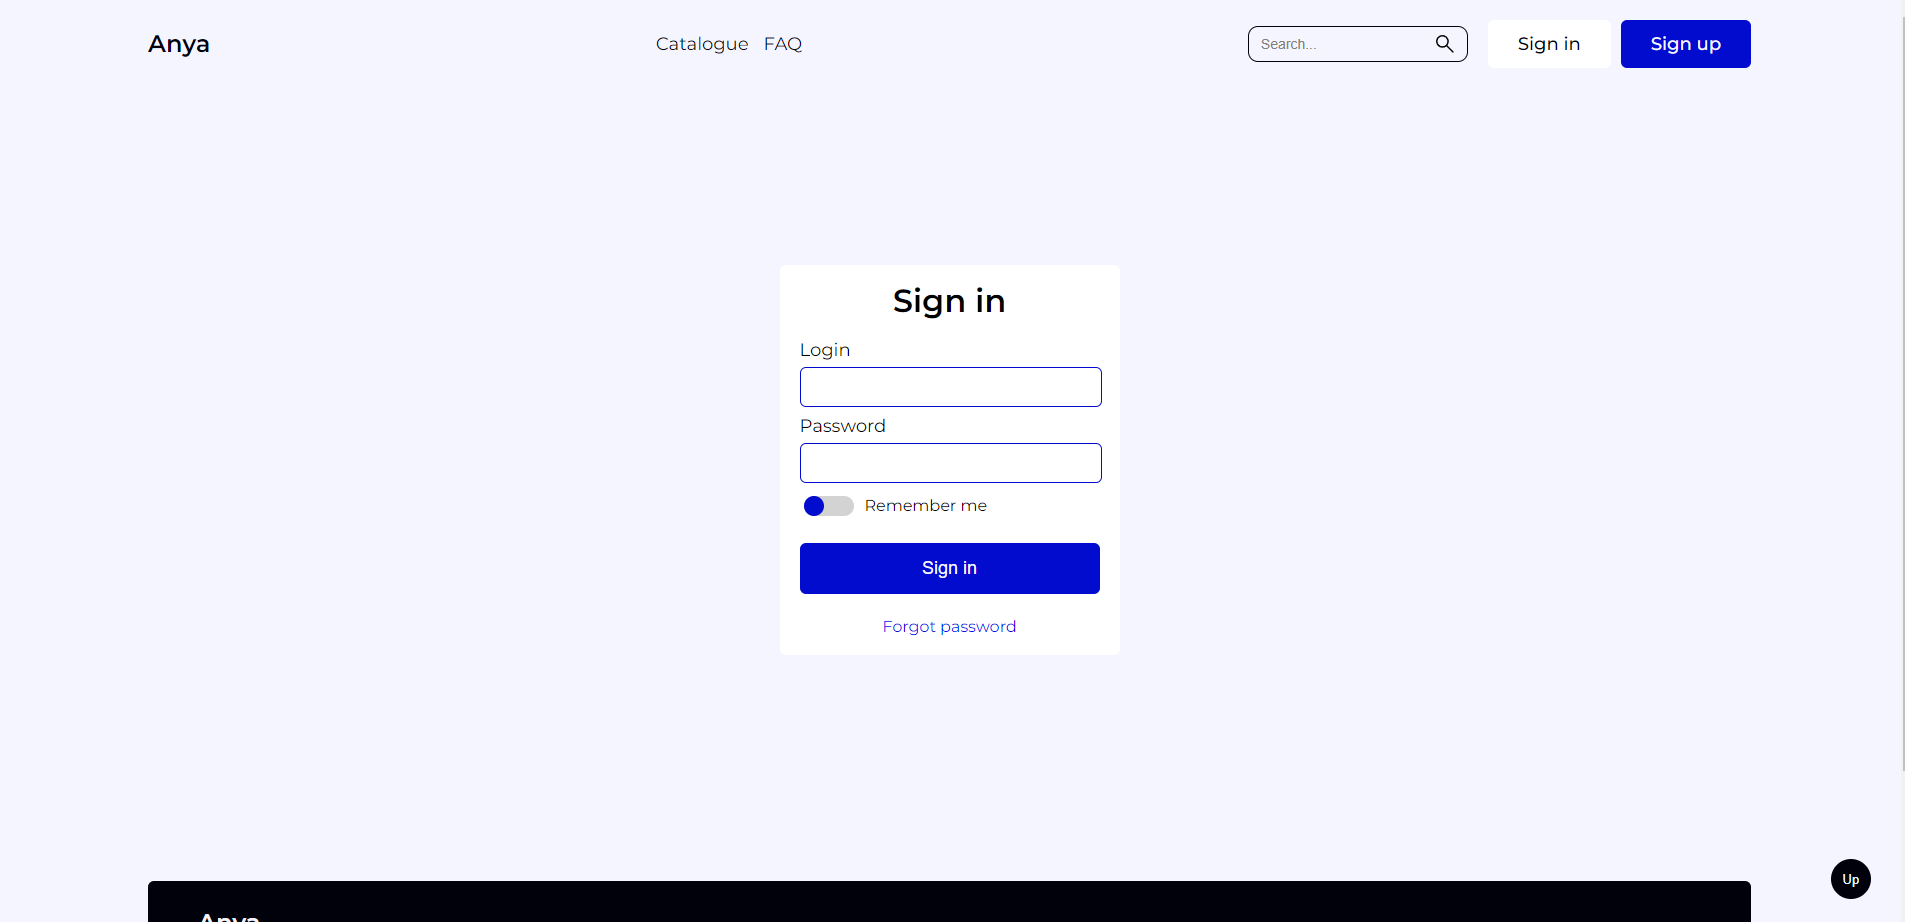 Anya
Catalogue FAQ
Search...
Sign in
Sign up
Sign in
Login
Password
Remember me
Sign in
Forgot password
Up
Anya